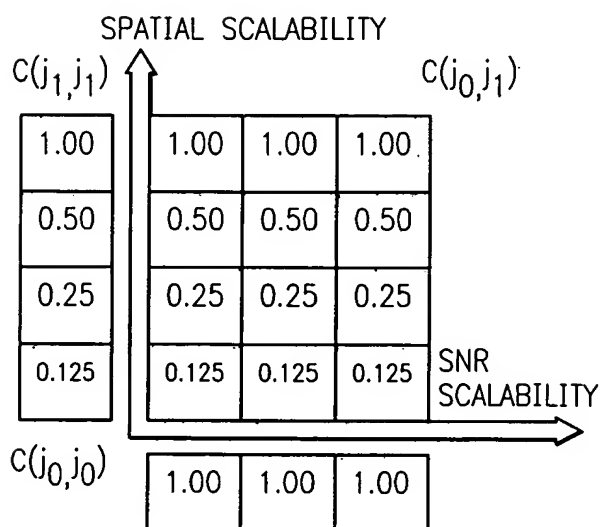 SPATIAL SCALABILITY
C(j₁,j₁) C(j₀,j₁)
1.00 1.00 1.00 1.00
0.50 0.50 0.50 0.50
0.25 0.25 0.25 0.25
0.125 0.125 0.125 0.125
SNR
SCALABILITY
C(j₀,j₀)
1.00 1.00 1.00